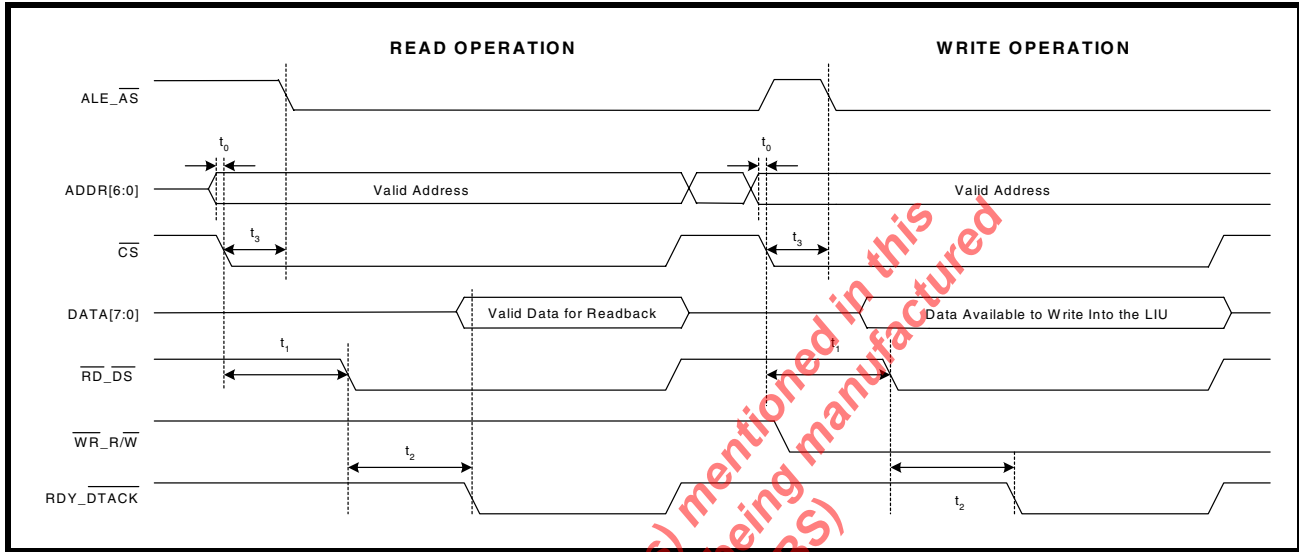 READ OPERATION WRITE OPERATION
ALE_AS
t0 t0
ADDR[6:0] Valid Address Valid Address
t3 t3
CS
DATA[7:0] Valid Data for Readback Data Available to Write Into the LIU
t1 t1
RD_DS
WR_R/W
t2
RDY_DTACK
t2
mentioned in this
being manufactured